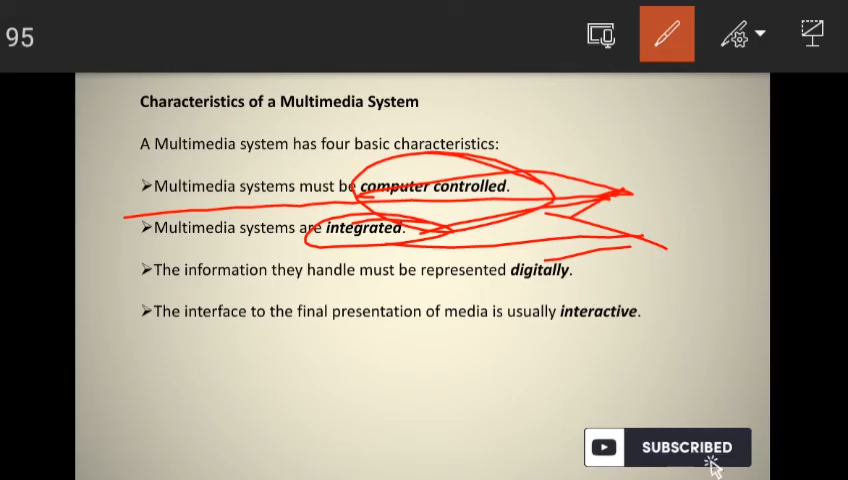 95
Characteristics of a Multimedia System
A Multimedia system has four basic characteristics:
➢Multimedia systems must be computer controlled.
➢Multimedia systems are integrated.
➢The information they handle must be represented digitally.
➢The interface to the final presentation of media is usually interactive.
SUBSCRIBED